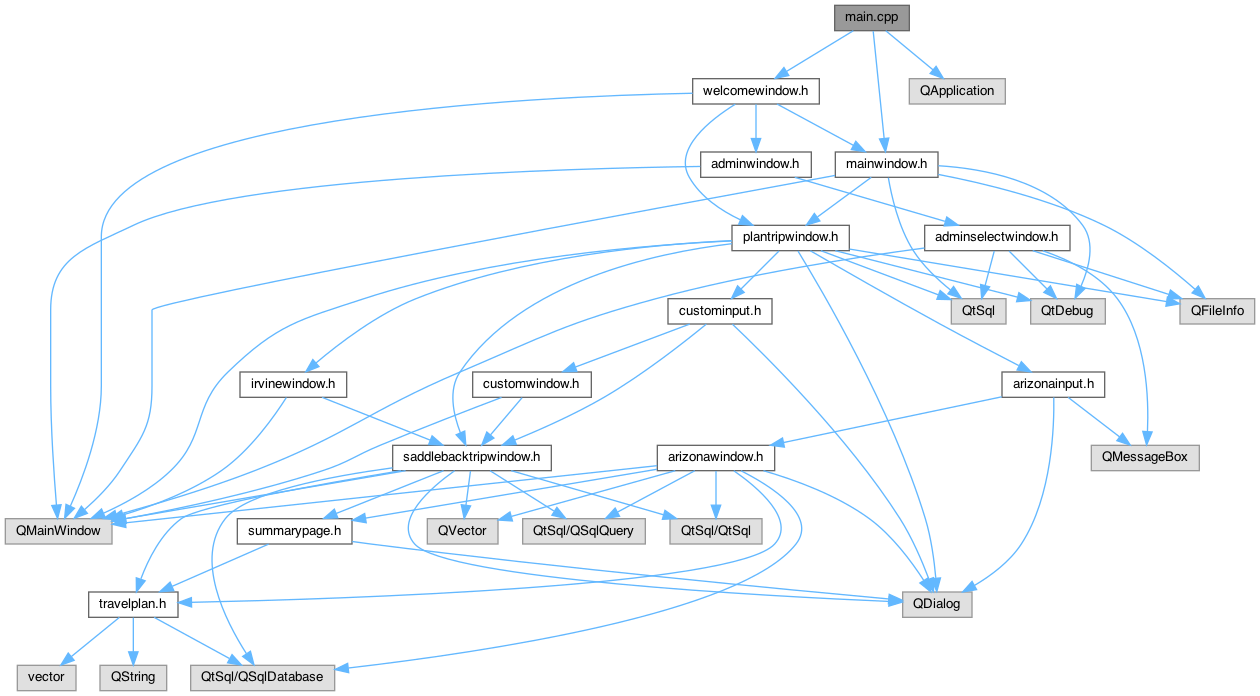 main.cpp
welcomewindow.h
QApplication
adminwindow.h
mainwindow.h
plantripwindow.h
adminselectwindow.h
custominput.h
QtSql
QtDebug
QFileInfo
irvinewindow.h
customwindow.h
arizonainput.h
saddlebacktripwindow.h
arizonawindow.h
QMessageBox
QMainWindow
summarypage.h
QVector
QtSql/QSqlQuery
QtSql/QtSql
travelplan.h
QDialog
vector
QString
QtSql/QSqlDatabase